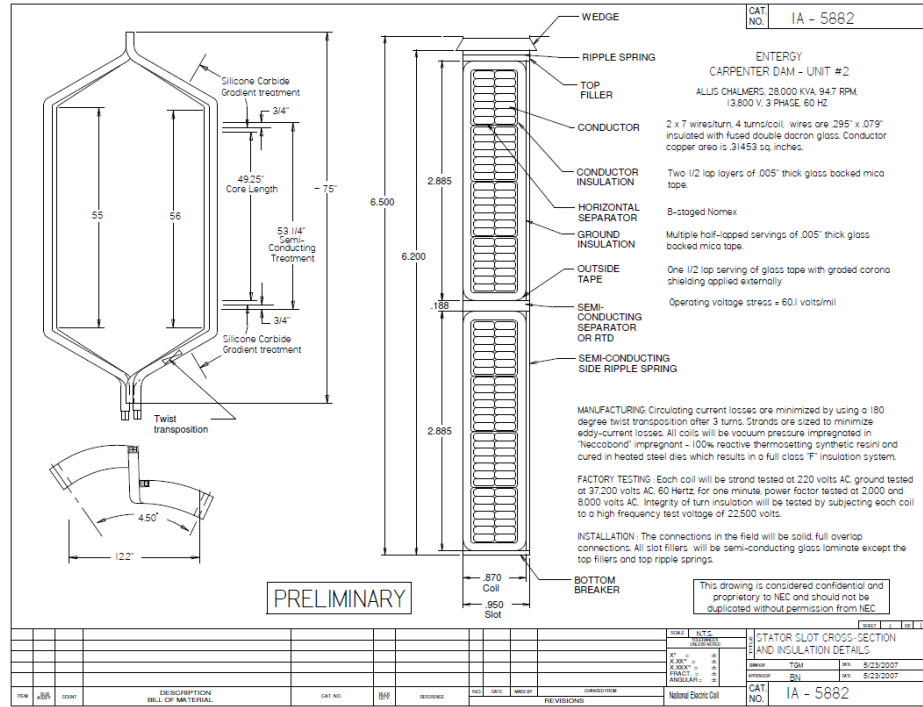 CAT.
NO. IA - 5882
ENTERGY
CARPENTER DAM - UNIT #2
ALLIS CHALMERS, 28,000 KVA, 94.7 RPM,
13,800 V, 3 PHASE, 60 HZ
2 x 7 wires/turn, 4 turns/coil, wires are .295" x .079"
insulated with fused double dacron glass. Conductor
copper area is .31453 sq. inches.
Two 1/2 lap layers of .005" thick glass backed mica
tape.
B-staged Nomex
Multiple half-lapped servings of .005" thick glass
backed mica tape.
One 1/2 lap serving of glass tape with graded corona
shielding applied externally
Operating voltage stress = 60.1 volts/mil
WEDGE
RIPPLE SPRING
TOP
FILLER
CONDUCTOR
CONDUCTOR
INSULATION
HORIZONTAL
SEPARATOR
GROUND
INSULATION
OUTSIDE
TAPE
SEMI-
CONDUCTING
SEPARATOR
OR RTD
SEMI-CONDUCTING
SIDE RIPPLE SPRING
BOTTOM
BREAKER
6.500
6.200
2.885
.188
2.885
.870
Coil
.950
Slot
Silicone Carbide
Gradient treatment
3/4"
49.25"
Core Length
~ 75"
55
56
53 1/4"
Semi-
Conducting
Treatment
3/4"
Silicone Carbide
Gradient treatment
Twist
transposition
4.50"
12.2"
MANUFACTURING: Circulating current losses are minimized by using a 180
degree twist transposition after 3 turns. Strands are sized to minimize
eddy-current losses. All coils will be vacuum pressure impregnated in
"Neccobond" impregnant - 100% reactive thermosetting synthetic resin) and
cured in heated steel dies which results in a full class "F" insulation system.
FACTORY TESTING : Each coil will be strand tested at 220 volts AC, ground tested
at 37,200 volts AC, 60 Hertz, for one minute, power factor tested at 2,000 and
8,000 volts AC. Integrity of turn insulation will be tested by subjecting each coil
to a high frequency test voltage of 22,500 volts.
INSTALLATION : The connections in the field will be solid, full overlap
connections. All slot fillers will be semi-conducting glass laminate except the
top fillers and top ripple springs.
PRELIMINARY
This drawing is considered confidential and
proprietary to NEC and should not be
duplicated without permission from NEC
SHEET 1 OF 1
SCALE N.T.S.
TOLERANCES
UNLESS NOTED
X" = ±
X.XX" = ±
X.XXX" = ±
FRACT. = ±
ANGULAR = ±
National Electric Coil
STATOR SLOT CROSS-SECTION
AND INSULATION DETAILS
TGM DATE 5/23/2007
BN DATE 5/23/2007
CAT.
NO. IA - 5882
ITEM COUNT DESCRIPTION CAT. NO. REFERENCE
BILL OF MATERIAL
NO. DATE MADE BY CHANGED FROM
REVISIONS